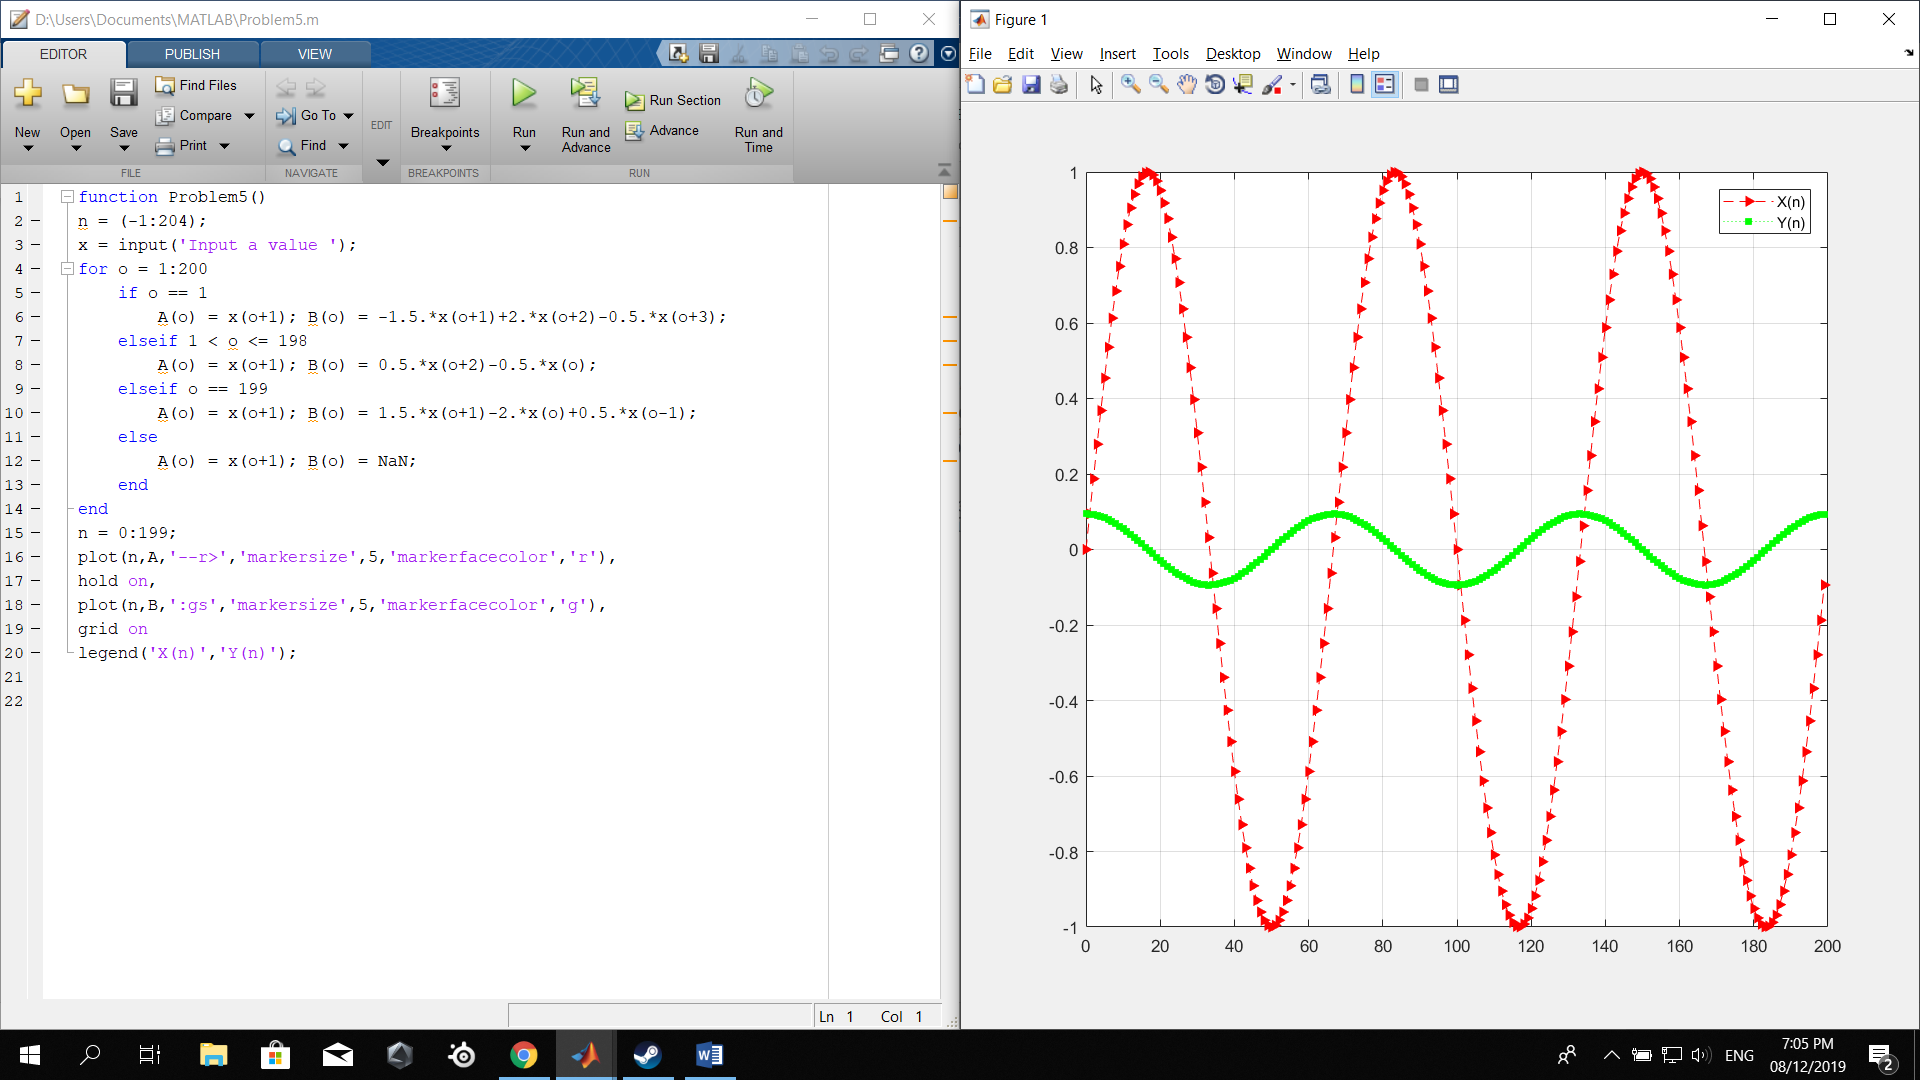 D:\Users\Documents\MATLAB\Problem5.m
EDITOR PUBLISH VIEW
New
Open
Save
Find Files
Compare
Print
FILE
Go To
Find
NAVIGATE
EDIT
Breakpoints
BREAKPOINTS
Run
Run and Advance
Run Section
Advance
Run and Time
RUN
1 function Problem5()
2 n = (-1:204);
3 x = input('Input a value ');
4 for o = 1:200
5 if o == 1
6 A(o) = x(o+1); B(o) = -1.5.*x(o+1)+2.*x(o+2)-0.5.*x(o+3);
7 elseif 1 < o <= 198
8 A(o) = x(o+1); B(o) = 0.5.*x(o+2)-0.5.*x(o);
9 elseif o == 199
10 A(o) = x(o+1); B(o) = 1.5.*x(o+1)-2.*x(o)+0.5.*x(o-1);
11 else
12 A(o) = x(o+1); B(o) = NaN;
13 end
14 end
15 n = 0:199;
16 plot(n,A,'--r>','markersize',5,'markerfacecolor','r'),
17 hold on,
18 plot(n,B,':gs','markersize',5,'markerfacecolor','g'),
19 grid on
20 legend('X(n)','Y(n)');
21
22
Ln 1 Col 1
Figure 1
File Edit View Insert Tools Desktop Window Help
X(n)
Y(n)
1
0.8
0.6
0.4
0.2
0
-0.2
-0.4
-0.6
-0.8
-1
0 20 40 60 80 100 120 140 160 180 200
ENG
7:05 PM
08/12/2019
2